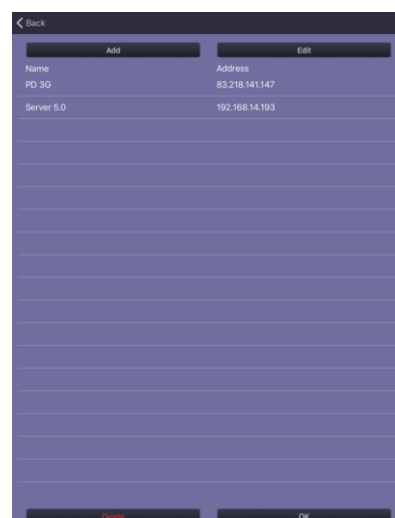 Back
Add Edit
Name Address
PD 3G 83.218.141.147
Server 5.0 192.168.14.193
Delete OK